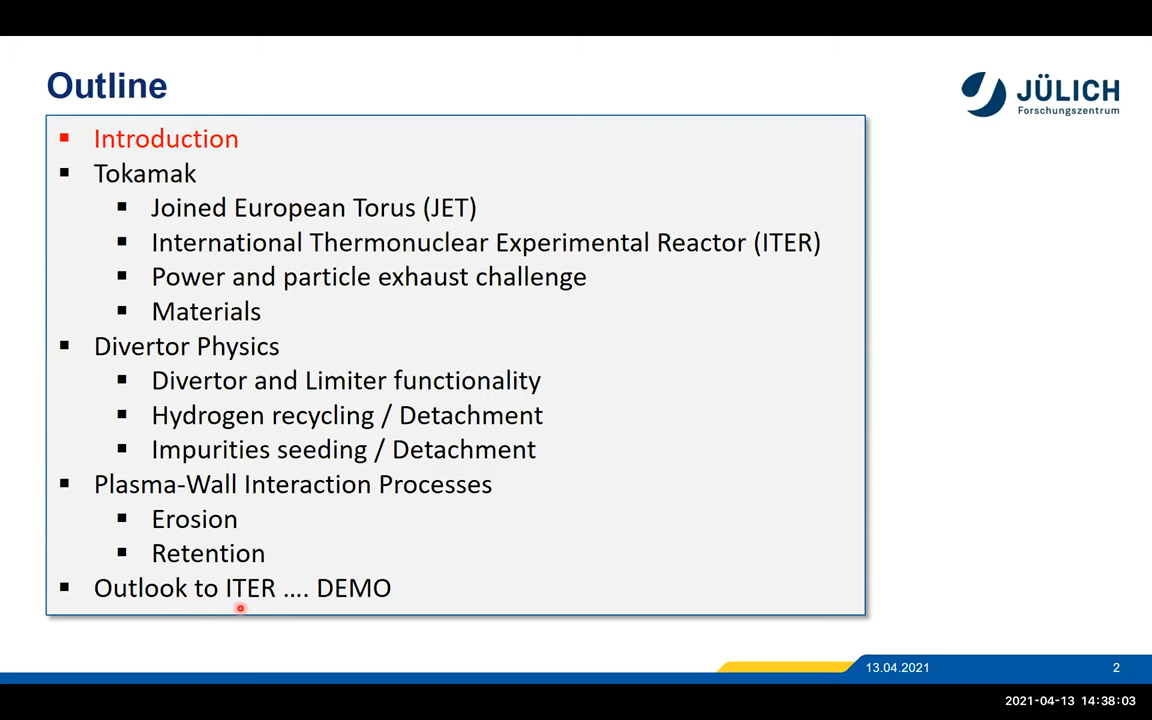 Outline
JÜLICH
Forschungszentrum
Introduction
Tokamak
Joined European Torus (JET)
International Thermonuclear Experimental Reactor (ITER)
Power and particle exhaust challenge
Materials
Divertor Physics
Divertor and Limiter functionality
Hydrogen recycling / Detachment
Impurities seeding / Detachment
Plasma-Wall Interaction Processes
Erosion
Retention
Outlook to ITER .... DEMO
13.04.2021 2
2021-04-13 14:38:03